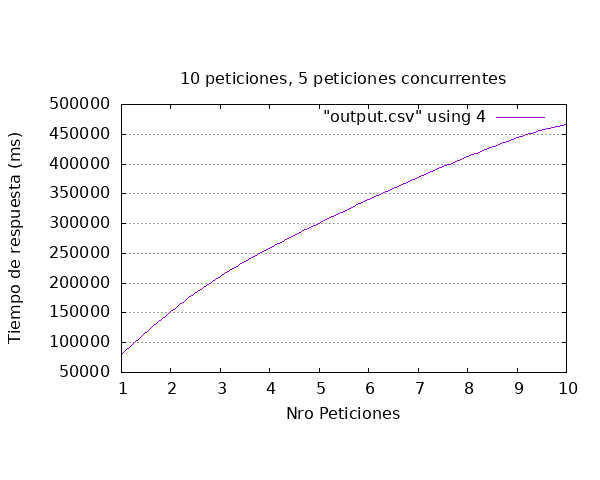 10 peticiones, 5 peticiones concurrentes
"output.csv" using 4
500000
450000
400000
350000
300000
250000
200000
150000
100000
50000
Tiempo de respuesta (ms)
1 2 3 4 5 6 7 8 9 10
Nro Peticiones